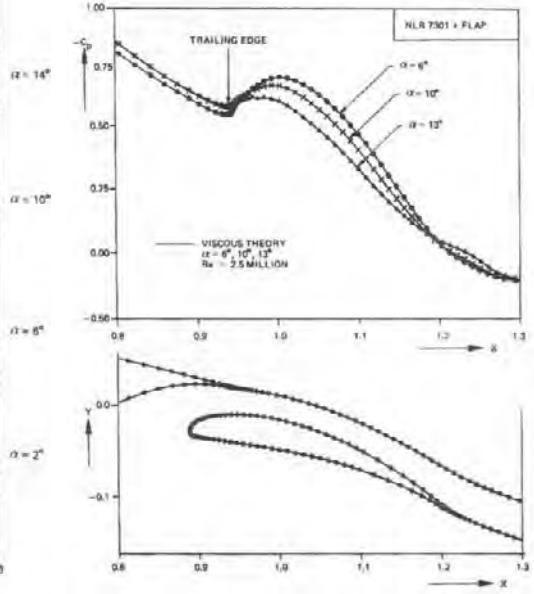 1.00
NLR 7301 + FLAP
-Cp
TRAILING EDGE
α = 14°
0.75
α=6°
α=10°
0.50
α=13°
0.25
α = 10°
0.00
VISCOUS THEORY
α = 6°, 10°, 13°
Re = 2.5 MILLION
-0.50
0.8
0.9
1.0
1.1
1.2
1.3
α = 6°
X
Y
0.0
α = 2°
-0.1
0.8
0.9
1.0
1.1
1.2
1.3
X